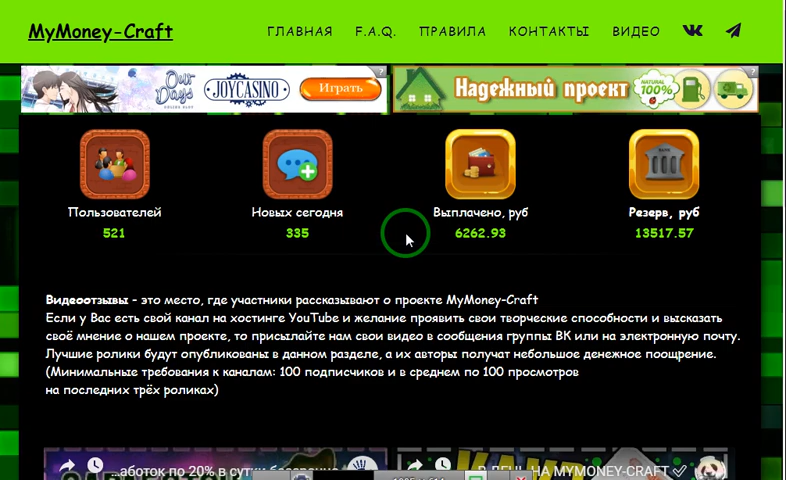 MyMoney-Craft
ГЛАВНАЯ F.A.Q. ПРАВИЛА КОНТАКТЫ ВИДЕО
Our Days JOYCASINO Играть
Надежный проект NATURAL 100%
Пользователей Новых сегодня Выплачено, руб Резерв, руб
521 335 6262.93 13517.57
Видеоотзывы - это место, где участники рассказывают о проекте MyMoney-Craft
Если у Вас есть свой канал на хостинге YouTube и желание проявить свои творческие способности и высказать
своё мнение о нашем проекте, то присылайте нам свои видео в сообщения группы ВК или на электронную почту.
Лучшие ролики будут опубликованы в данном разделе, а их авторы получат небольшое денежное поощрение.
(Минимальные требования к каналам: 100 подписчиков и в среднем по 100 просмотров
на последних трёх роликах)
...аботок по 20% в сутки
В ДЕНЬ НА MYMONEY-CRAFT